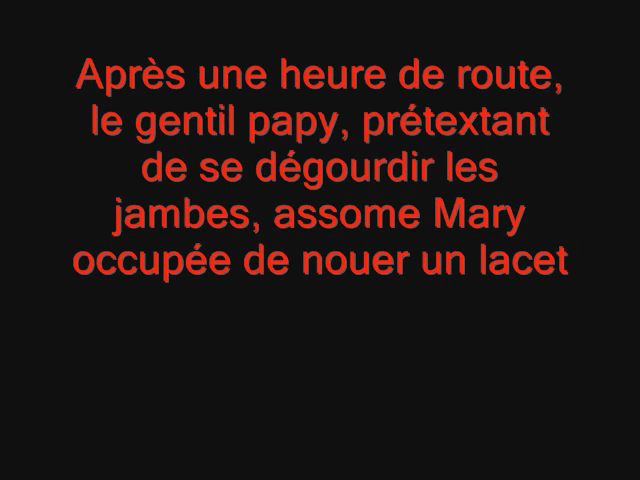 Après une heure de route,
le gentil papy, prétextant
de se dégourdir les
jambes, assome Mary
occupée de nouer un lacet